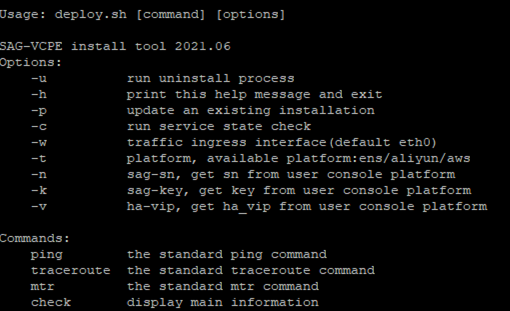 Usage: deploy.sh [command] [options]

SAG-VCPE install tool 2021.06
Options:
    -u          run uninstall process
    -h          print this help message and exit
    -p          update an existing installation
    -c          run service state check
    -w          traffic ingress interface(default eth0)
    -t          platform, available platform:ens/aliyun/aws
    -n          sag-sn, get sn from user console platform
    -k          sag-key, get key from user console platform
    -v          ha-vip, get ha_vip from user console platform

Commands:
    ping        the standard ping command
    traceroute  the standard traceroute command
    mtr         the standard mtr command
    check       display main information